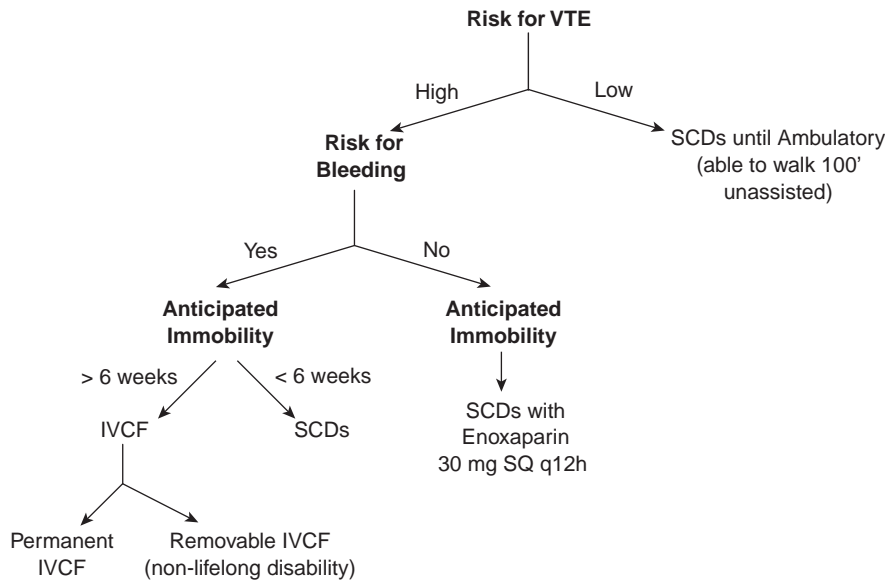 Risk for VTE
High
Low
Risk for
Bleeding
SCDs until Ambulatory
(able to walk 100’
unassisted)
Yes
No
Anticipated
Immobility
Anticipated
Immobility
> 6 weeks
< 6 weeks
IVCF
SCDs
SCDs with
Enoxaparin
30 mg SQ q12h
Permanent
IVCF
Removable IVCF
(non-lifelong disability)